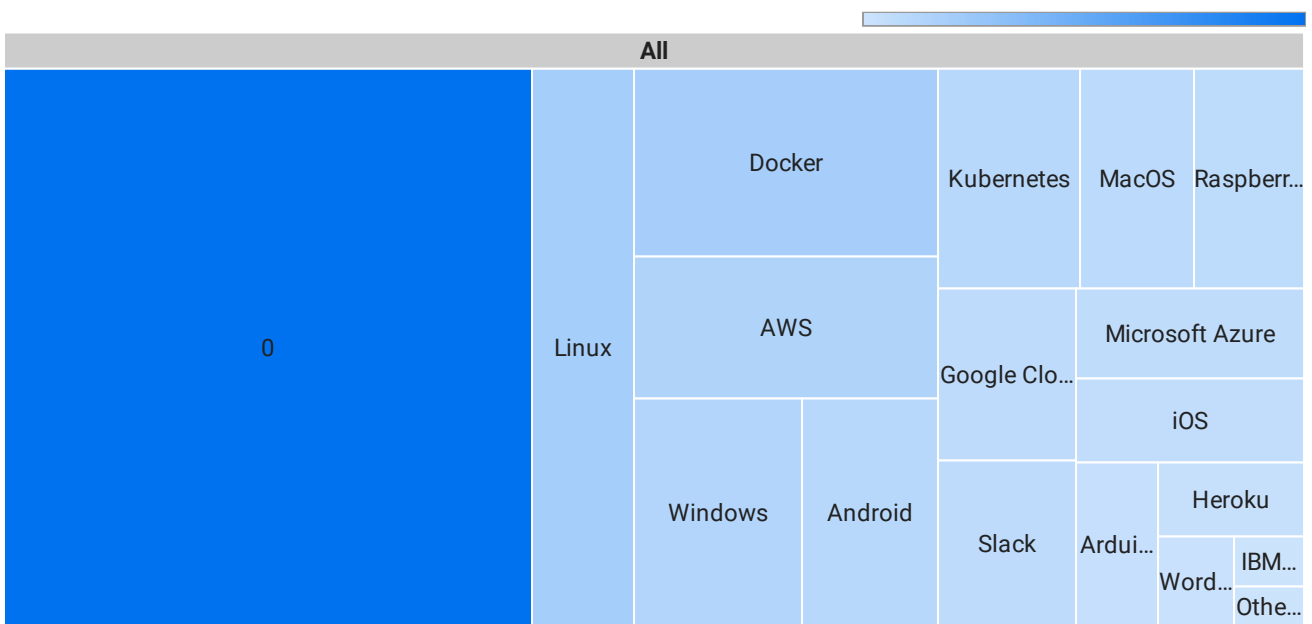 All
0
Linux
Docker
AWS
Windows
Android
Kubernetes
MacOS
Raspberr...
Google Clo...
Microsoft Azure
iOS
Slack
Ardui...
Heroku
Word...
IBM...
Othe...